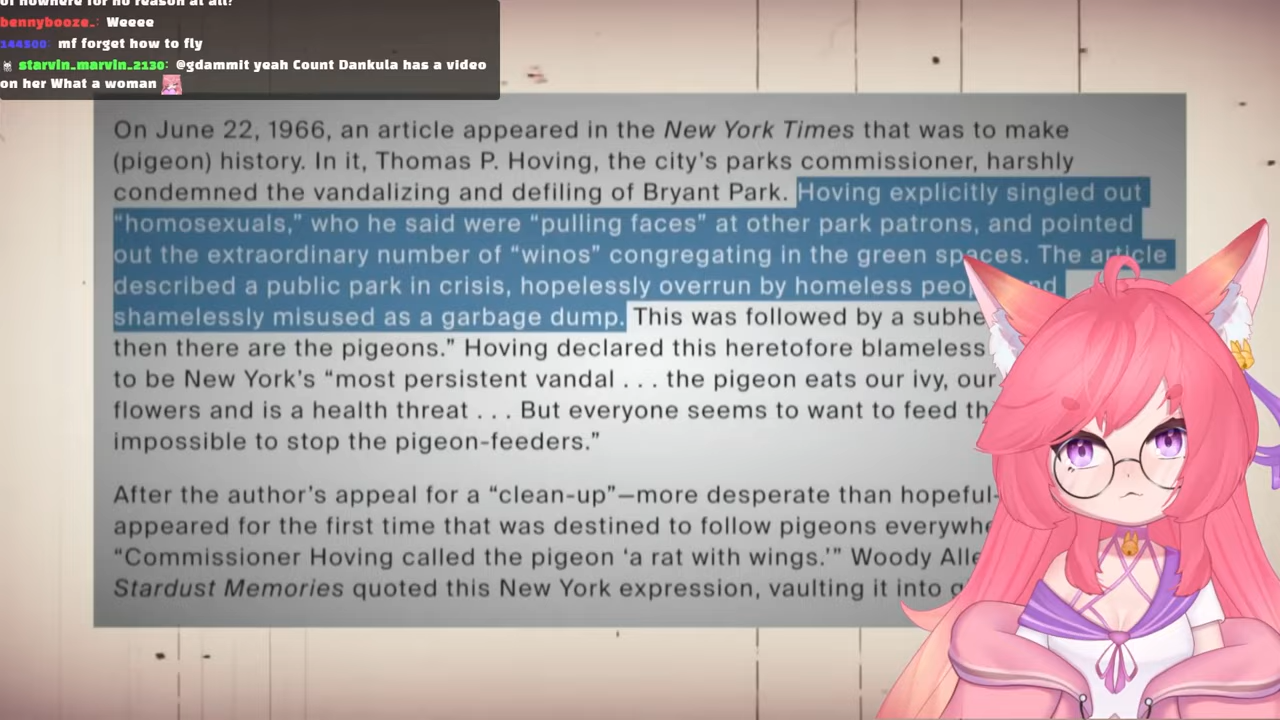 of nowhere for no reason at all?
bennybooze_: Weeee
144500: mf forget how to fly
starvin_marvin_2130: @gdammit yeah Count Dankula has a video
on her What a woman
On June 22, 1966, an article appeared in the New York Times that was to make
(pigeon) history. In it, Thomas P. Hoving, the city's parks commissioner, harshly
condemned the vandalizing and defiling of Bryant Park. Hoving explicitly singled out
“homosexuals,” who he said were “pulling faces” at other park patrons, and pointed
out the extraordinary number of “winos” congregating in the green spaces. The article
described a public park in crisis, hopelessly overrun by homeless and
shamelessly misused as a garbage dump. This was followed by a
then there are the pigeons.” Hoving declared this heretofore blameless
to be New York's “most persistent vandal . . . the pigeon eats our ivy, our
flowers and is a health threat . . . But everyone seems to want to feed
impossible to stop the pigeon-feeders.”
After the author's appeal for a “clean-up”—more desperate than hopeful—
appeared for the first time that was destined to follow pigeons
“Commissioner Hoving called the pigeon ‘a rat with wings.’” Woody
Stardust Memories quoted this New York expression, vaulting it into